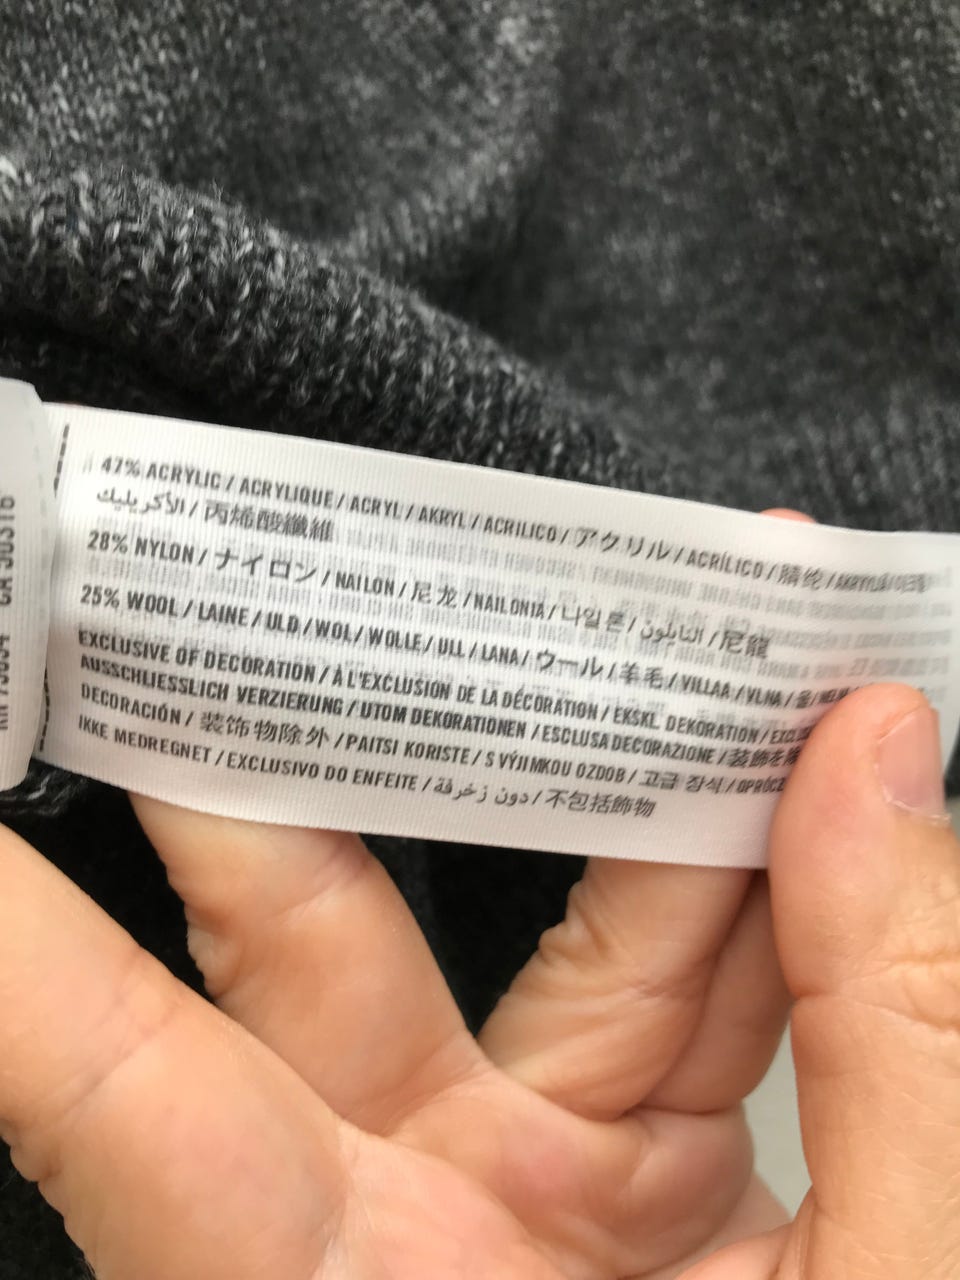 47% ACRYLIC / ACRYLIQUE / ACRYL / AKRYL / ACRILICO / アクリル / ACRÍLICO / 腈纶 /
الأكريليك / 丙烯酸纖維
28% NYLON / ナイロン / NAILON / 尼龙 / NAILONIA / 나일론 / النايلون / 尼龍
25% WOOL / LAINE / ULD / WOL / WOLLE / ULL / LANA / ウール / 羊毛 / VILLAA / VLNA / 울 /
EXCLUSIVE OF DECORATION / À L'EXCLUSION DE LA DÉCORATION / EKSKL. DEKORATION /
AUSSCHLIESSLICH VERZIERUNG / UTOM DEKORATIONEN / ESCLUSA DECORAZIONE /
DECORACIÓN / 装饰物除外 / PAITSI KORISTE / S VÝJIMKOU OZDOB / 고급 장식 /
IKKE MEDREGNET / EXCLUSIVO DO ENFEITE / دون زخرفة / 不包括飾物